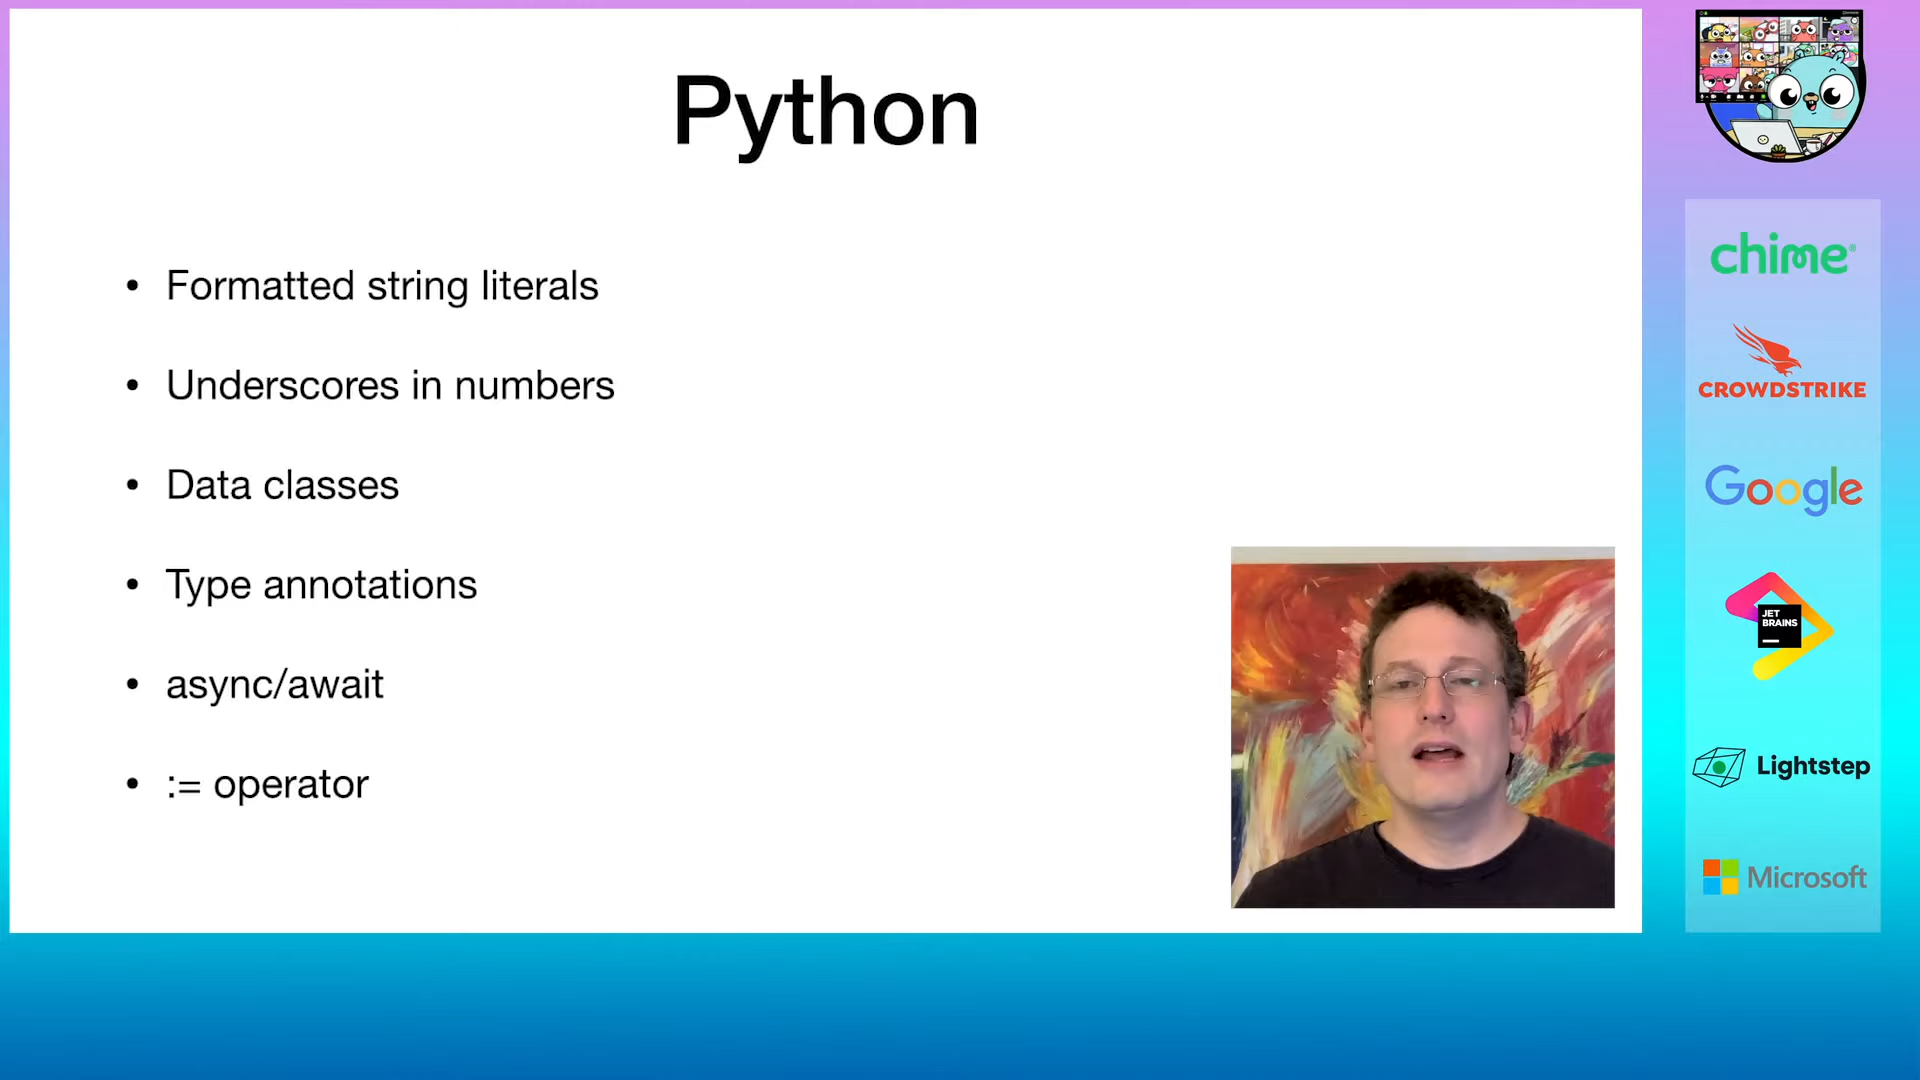 Python
• Formatted string literals
• Underscores in numbers
• Data classes
• Type annotations
• async/await
• := operator
chime®
CROWDSTRIKE
Google
JET
BRAINS
Lightstep
Microsoft